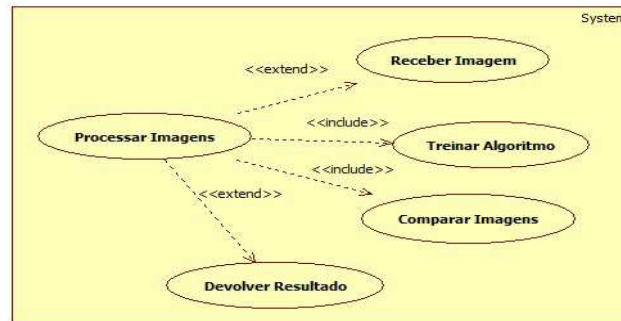 System
Receber Imagem
<<extend>>
<<include>>
Processar Imagens
Treinar Algoritmo
<<include>>
<<extend>>
Comparar Imagens
Devolver Resultado